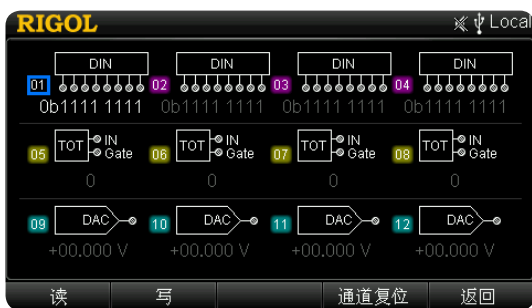 RIGOL Local
DIN DIN DIN DIN
01 02 03 04
0b1111 1111 0b1111 1111 0b1111 1111 0b1111 1111
IN IN IN IN
05 TOT 06 TOT 07 TOT 08 TOT
Gate Gate Gate Gate
0 0 0 0
09 DAC 10 DAC 11 DAC 12 DAC
+00.000 V +00.000 V +00.000 V +00.000 V
读 写 通道复位 返回